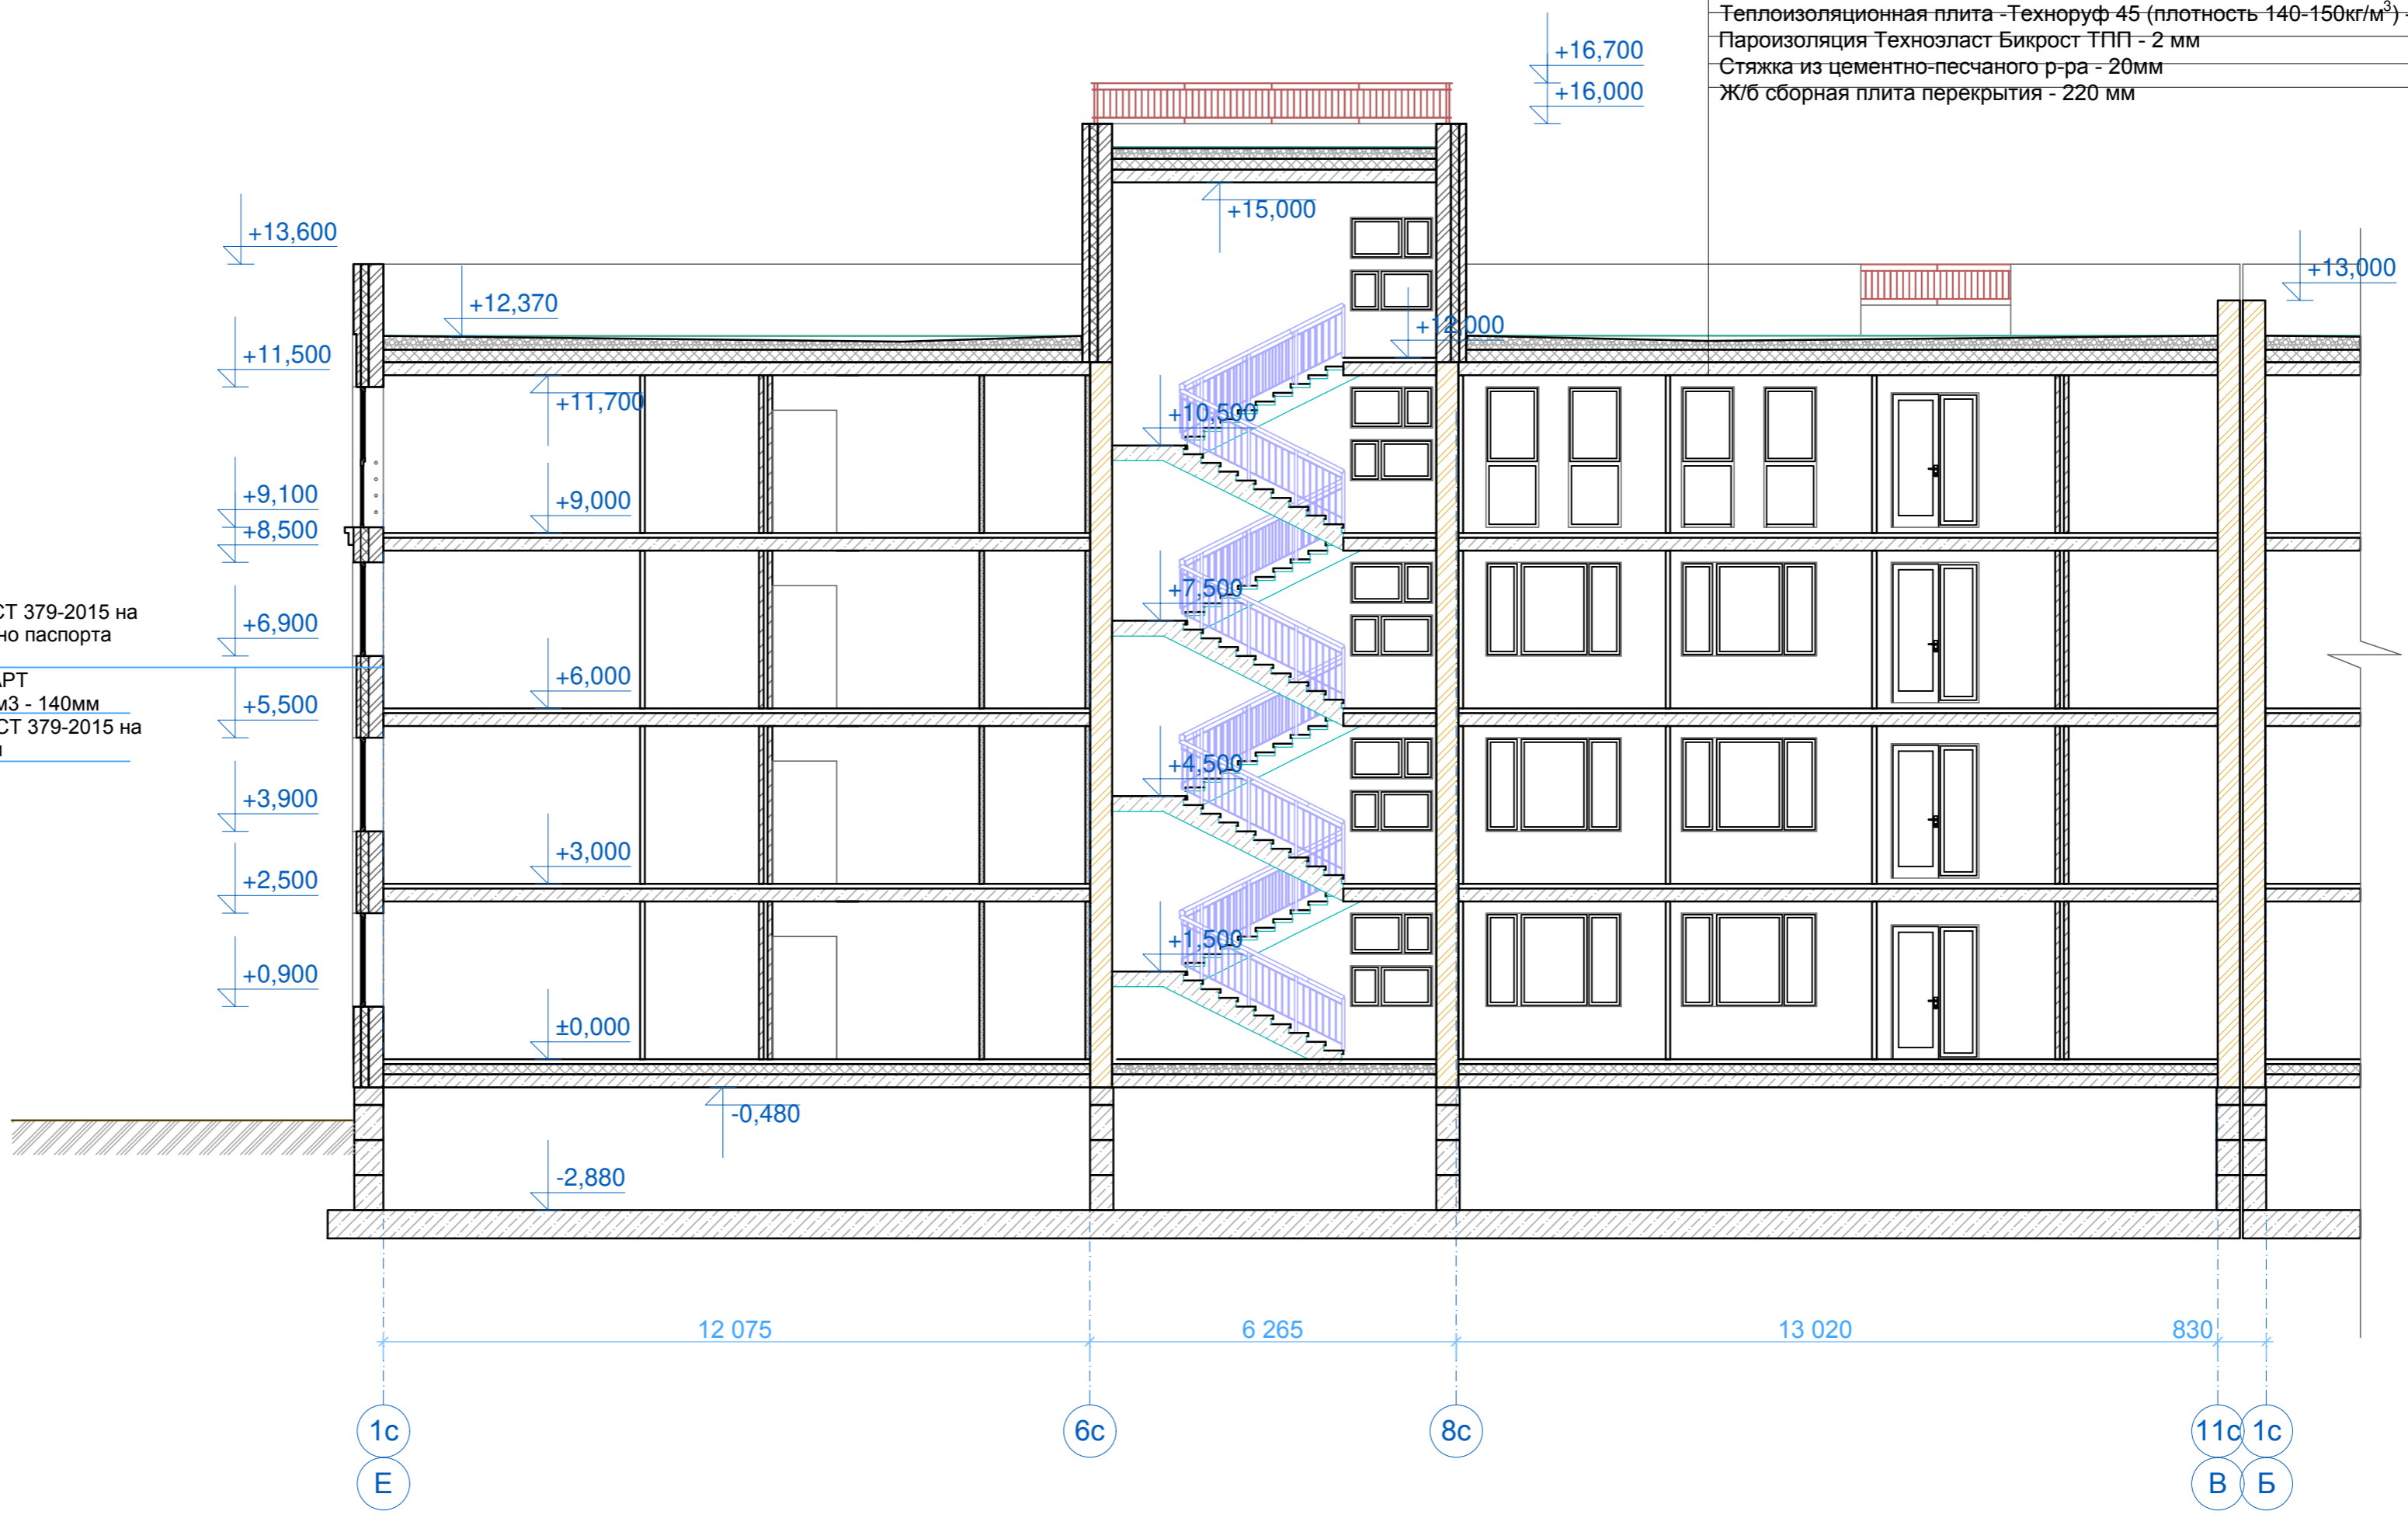 Теплоизоляционная плита -Техноруф 45 (плотность 140-150кг/м³) -
Пароизоляция Техноэласт Бикрост ТПП - 2 мм
Стяжка из цементно-песчаного р-ра - 20мм
Ж/б сборная плита перекрытия - 220 мм
+16,700
+16,000
+15,000
+13,600
+13,000
+12,370
+12,000
+11,500
+11,700
+10,500
+9,100
+9,000
+8,500
+7,500
СТ 379-2015 на
но паспорта
+6,900
АРТ
м3 - 140мм
СТ 379-2015 на
+6,000
+5,500
+4,500
+3,900
+3,000
+2,500
+1,500
+0,900
±0,000
-0,480
-2,880
12 075
6 265
13 020
830
1с
6с
8с
11с
1с
Е
В
Б